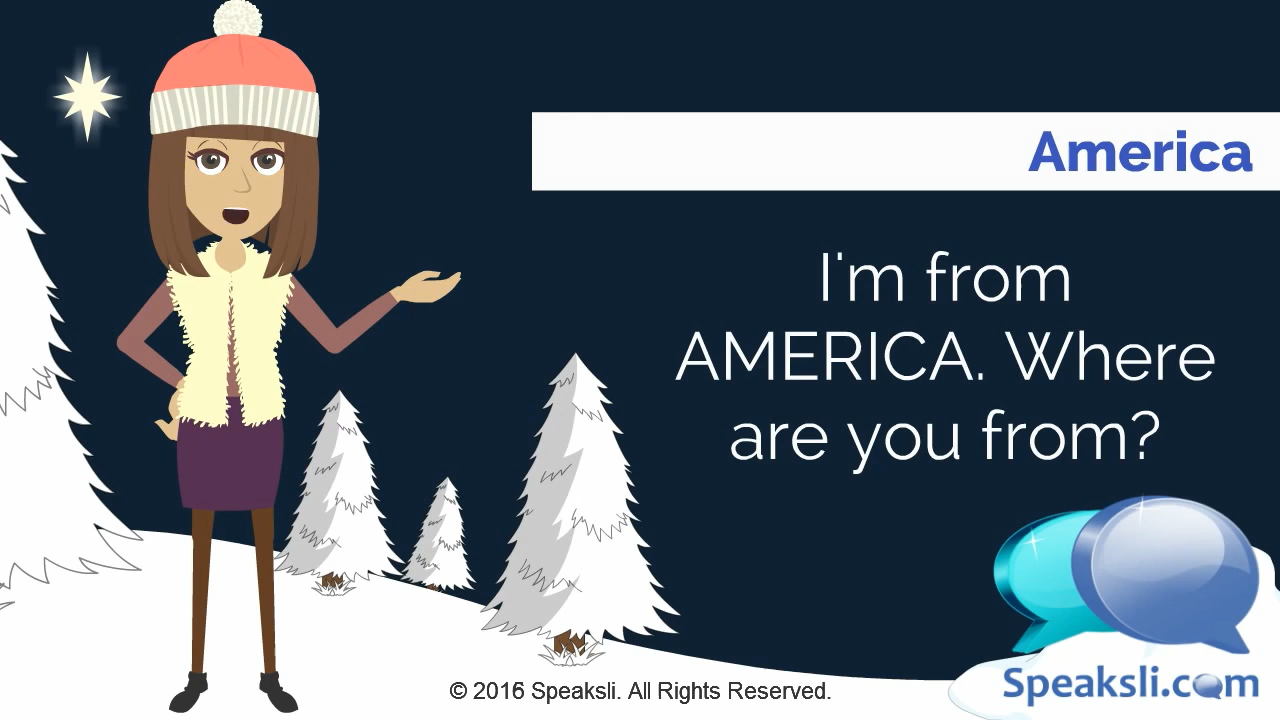 America
I'm from
AMERICA. Where
are you from?
Speaksli.com
© 2016 Speaksli. All Rights Reserved.